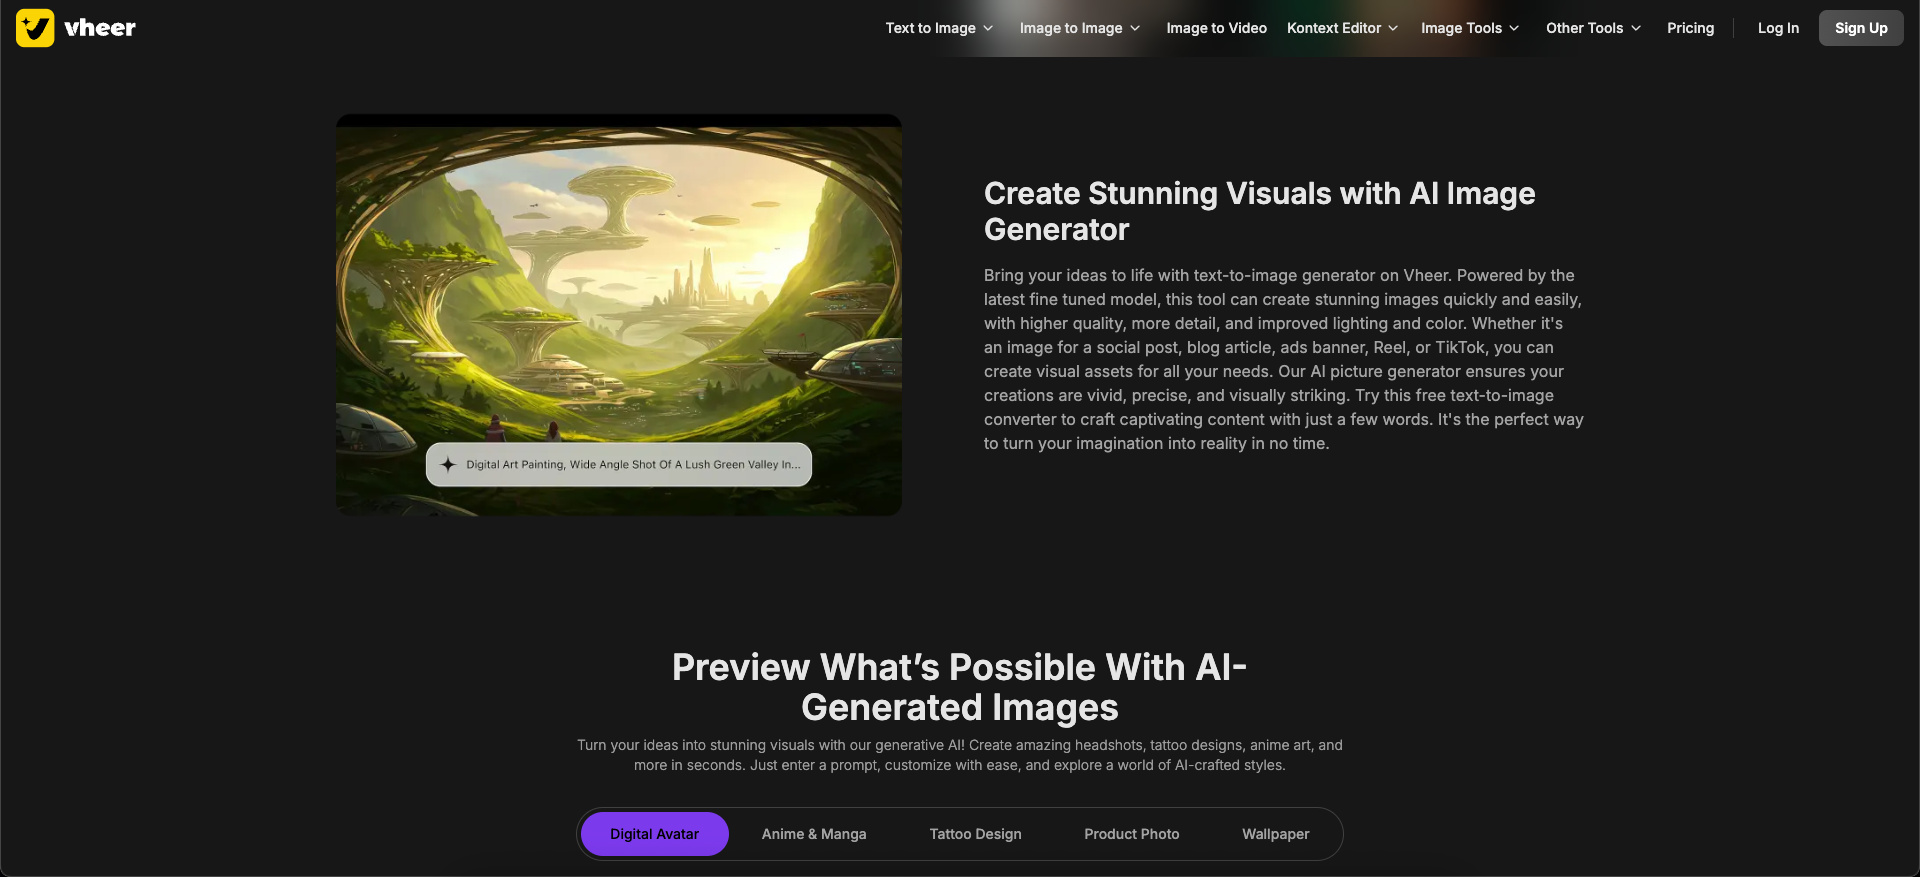 vheer
Text to Image
Image to Image
Image to Video
Kontext Editor
Image Tools
Other Tools
Pricing
Log In
Sign Up
Create Stunning Visuals with AI Image
Generator
Bring your ideas to life with text-to-image generator on Vheer. Powered by the
latest fine tuned model, this tool can create stunning images quickly and easily,
with higher quality, more detail, and improved lighting and color. Whether it's
an image for a social post, blog article, ads banner, Reel, or TikTok, you can
create visual assets for all your needs. Our AI picture generator ensures your
creations are vivid, precise, and visually striking. Try this free text-to-image
converter to craft captivating content with just a few words. It's the perfect way
to turn your imagination into reality in no time.
Digital Art Painting, Wide Angle Shot Of A Lush Green Valley In...
Preview What’s Possible With AI-
Generated Images
Turn your ideas into stunning visuals with our generative AI! Create amazing headshots, tattoo designs, anime art, and
more in seconds. Just enter a prompt, customize with ease, and explore a world of AI-crafted styles.
Digital Avatar
Anime & Manga
Tattoo Design
Product Photo
Wallpaper